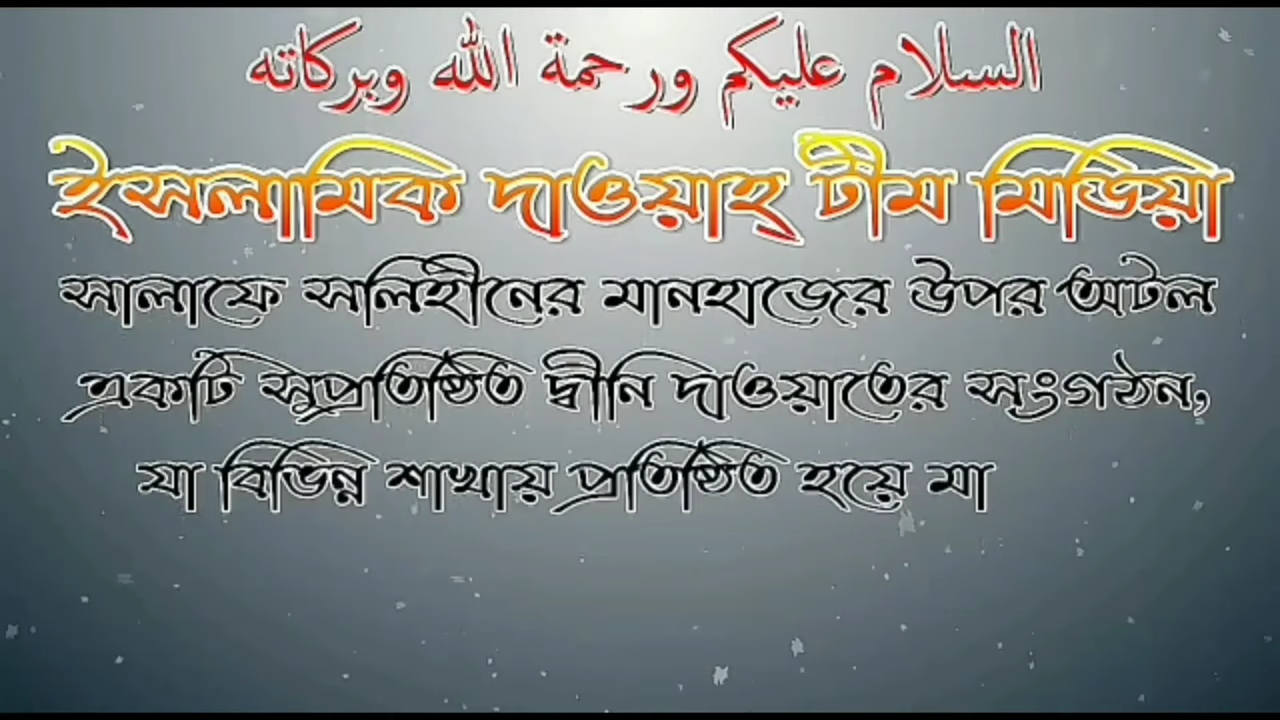 السلام عليكم ورحمة الله وبركاته
ইসলামিক দাওয়াহ্ টীম মিডিয়া
সালাফে সলিহীনের মানহাজের উপর অটল
একটি সুপ্রতিষ্ঠিত দ্বীনি দাওয়াতের সংগঠন,
যা বিভিন্ন শাখায় প্রতিষ্ঠিত হয়ে মা